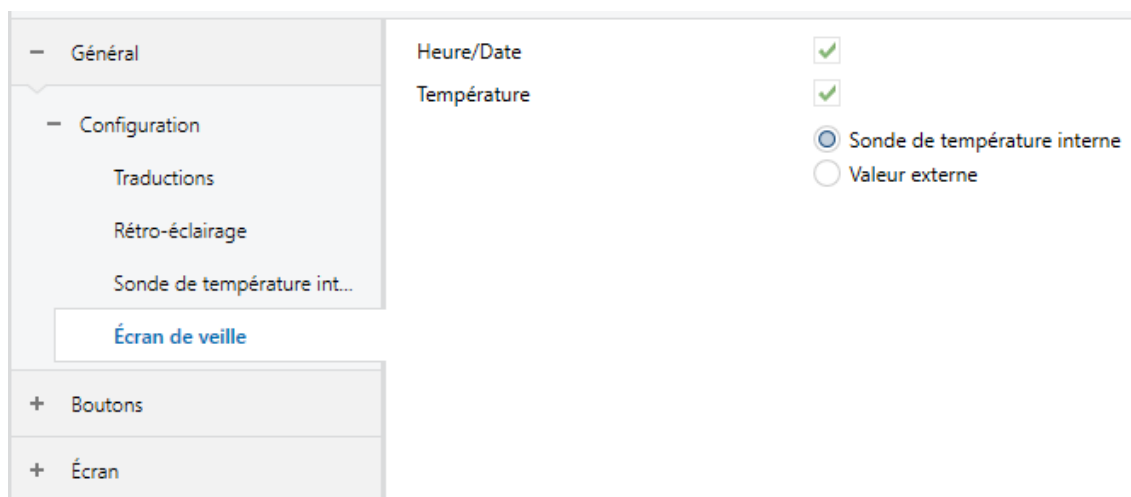 Général
Configuration
Traductions
Rétro-éclairage
Sonde de température int...
Écran de veille
Boutons
Écran
Heure/Date
Température
Sonde de température interne
Valeur externe